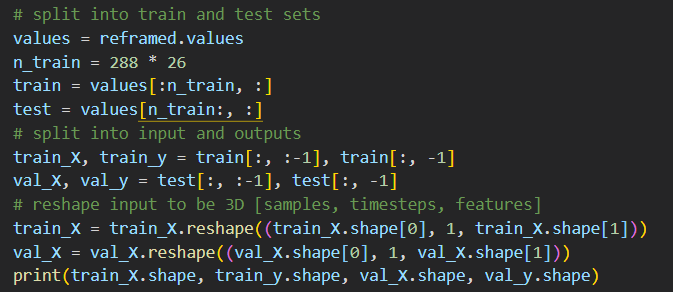 # split into train and test sets
values = reframed.values
n_train = 288 * 26
train = values[:n_train, :]
test = values[n_train:, :]
# split into input and outputs
train_X, train_y = train[:, :-1], train[:, -1]
val_X, val_y = test[:, :-1], test[:, -1]
# reshape input to be 3D [samples, timesteps, features]
train_X = train_X.reshape((train_X.shape[0], 1, train_X.shape[1]))
val_X = val_X.reshape((val_X.shape[0], 1, val_X.shape[1]))
print(train_X.shape, train_y.shape, val_X.shape, val_y.shape)